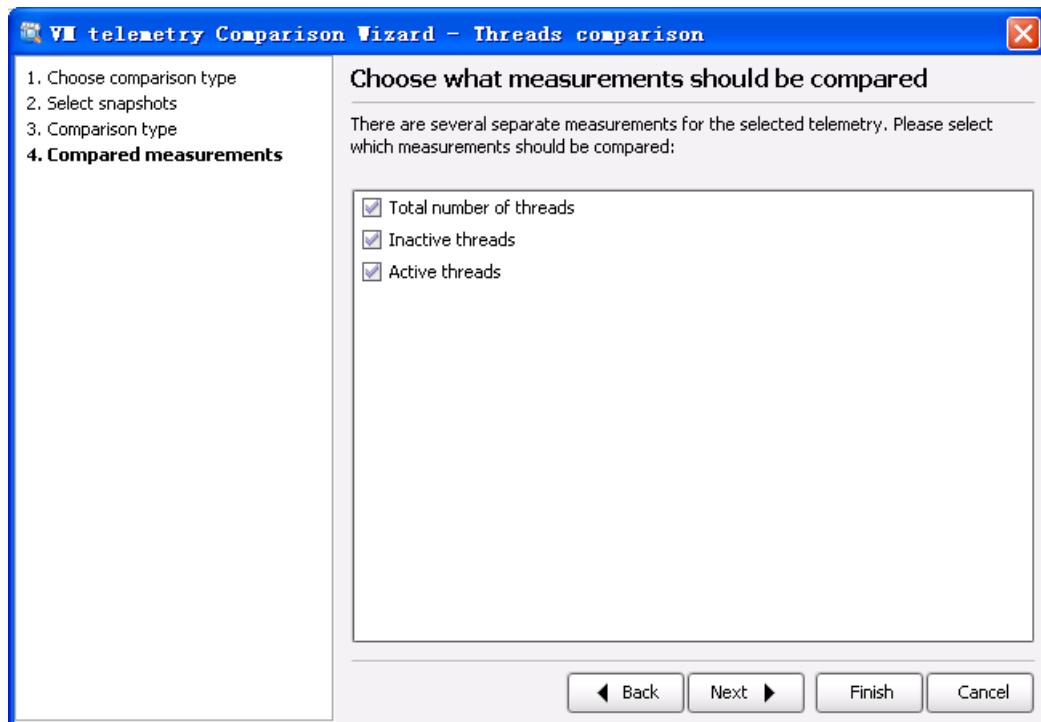 VM telemetry Comparison Wizard - Threads comparison
1. Choose comparison type
2. Select snapshots
3. Comparison type
4. Compared measurements
Choose what measurements should be compared
There are several separate measurements for the selected telemetry. Please select
which measurements should be compared:
Total number of threads
Inactive threads
Active threads
Back
Next
Finish
Cancel